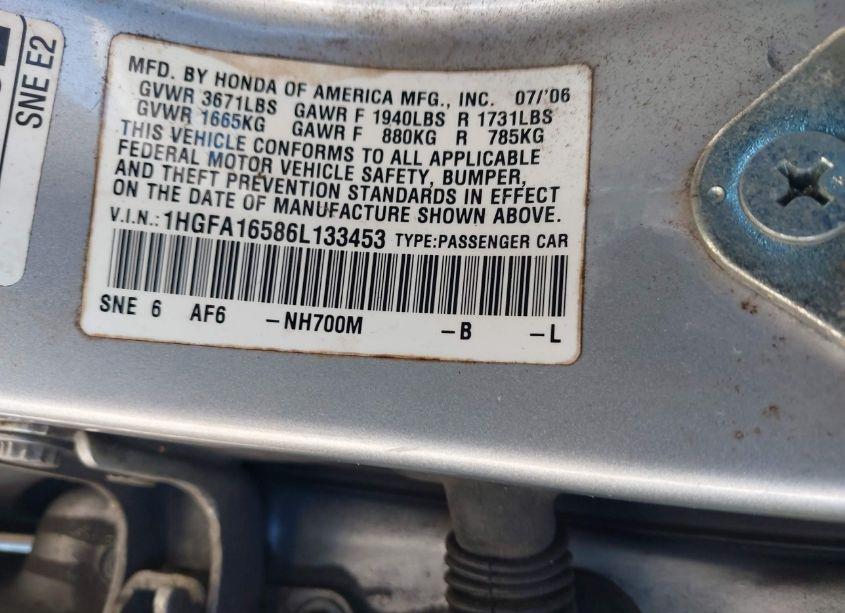 SNE E2
MFD. BY HONDA OF AMERICA MFG., INC. 07/'06
GVWR 3671LBS GAWR F 1940LBS R 1731LBS
GVWR 1665KG GAWR F 880KG R 785KG
THIS VEHICLE CONFORMS TO ALL APPLICABLE
FEDERAL MOTOR VEHICLE SAFETY, BUMPER,
AND THEFT PREVENTION STANDARDS IN EFFECT
ON THE DATE OF MANUFACTURE SHOWN ABOVE.
V.I.N.: 1HGFA16586L133453 TYPE:PASSENGER CAR
SNE 6 AF6 -NH700M -B -L